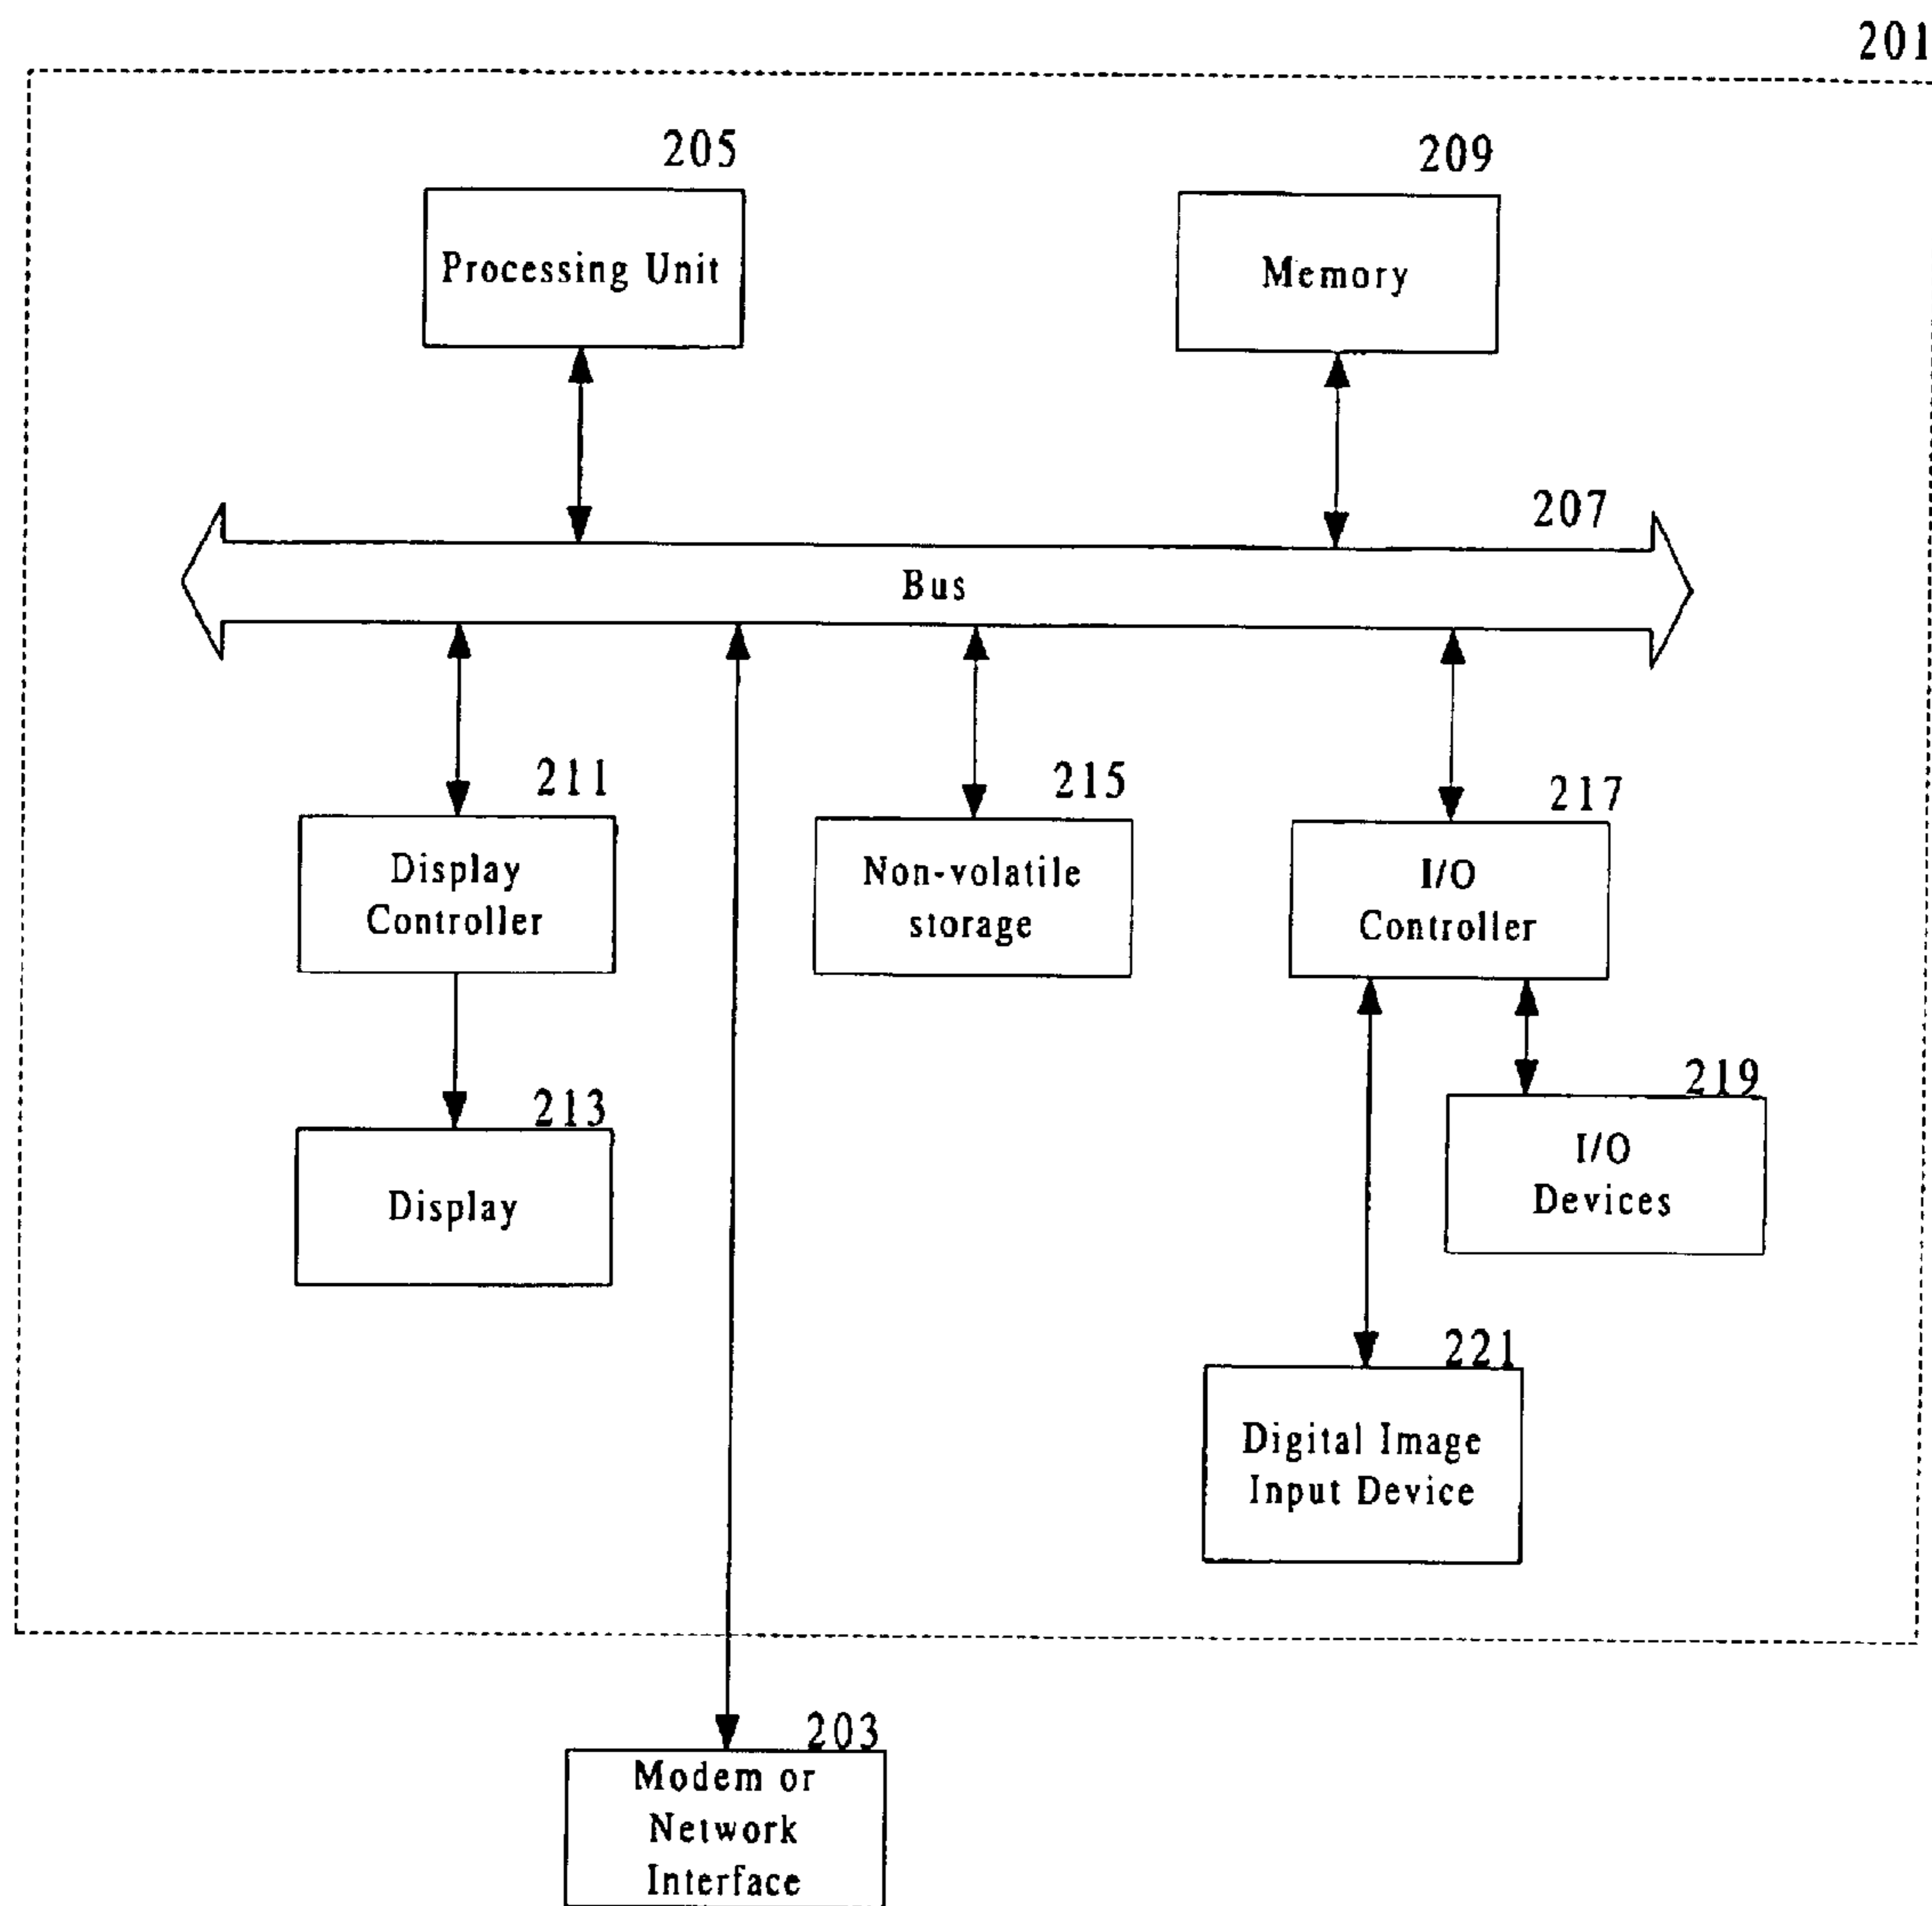 201
205
209
Processing Unit
Memory
207
Bus
211
215
217
Display
Controller
Non-volatile
storage
I/O
Controller
213
219
Display
I/O
Devices
221
Digital Image
Input Device
203
Modem or
Network
Interface